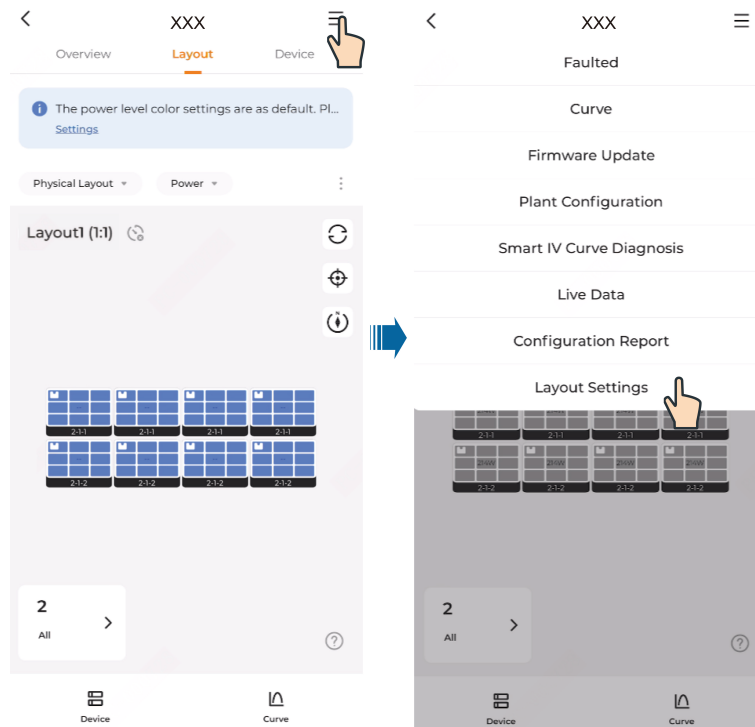 XXX
Overview
Layout
Device
The power level color settings are as default. Pl...
Settings
Physical Layout
Power
Layout1 (1:1)
N
2-1-1
2-1-1
2-1-1
2-1-1
2-1-2
2-1-2
2-1-2
2-1-2
2
All
Device
Curve
XXX
Faulted
Curve
Firmware Update
Plant Configuration
Smart IV Curve Diagnosis
Live Data
Configuration Report
Layout Settings
2-1-1
2-1-1
2-1-1
2-1-1
2-1-2
2-1-2
2-1-2
2-1-2
2
All
Device
Curve